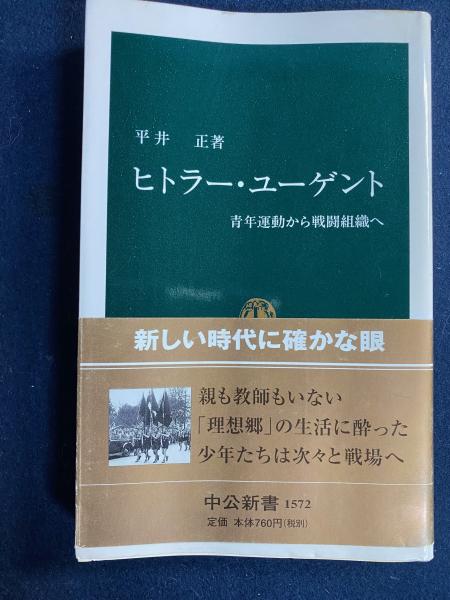 平井 正著
ヒトラー・ユーゲント
青年運動から戦闘組織へ
新しい時代に確かな眼
親も教師もいない
「理想郷」の生活に酔った
少年たちは次々と戦場へ
中公新書 1572
定価 本体760円(税別)